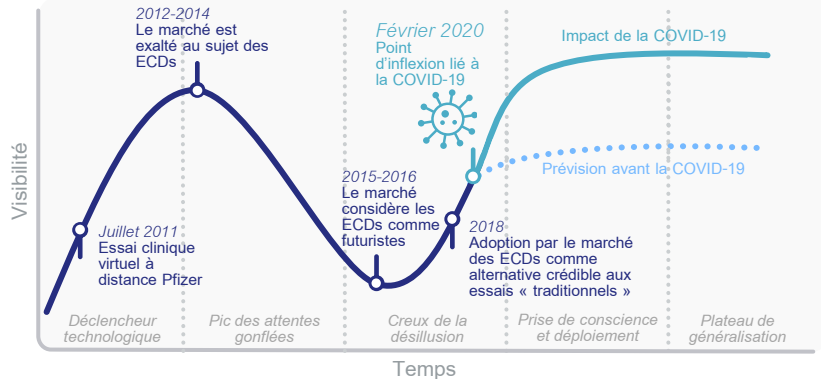 2012-2014
Le marché est
exalté au sujet des
ECDs
Février 2020
Point
d'inflexion lié à
la COVID-19
Impact de la COVID-19
Prévision avant la COVID-19
2015-2016
Le marché
considère les
ECDs comme
futuristes
Juillet 2011
Essai clinique
virtuel à
distance Pfizer
2018
Adoption par le marché
des ECDs comme
alternative crédible aux
essais « traditionnels »
Visibilité
Déclencheur
technologique
Pic des attentes
gonflées
Creux de la
désillusion
Prise de conscience
et déploiement
Plateau de
généralisation
Temps